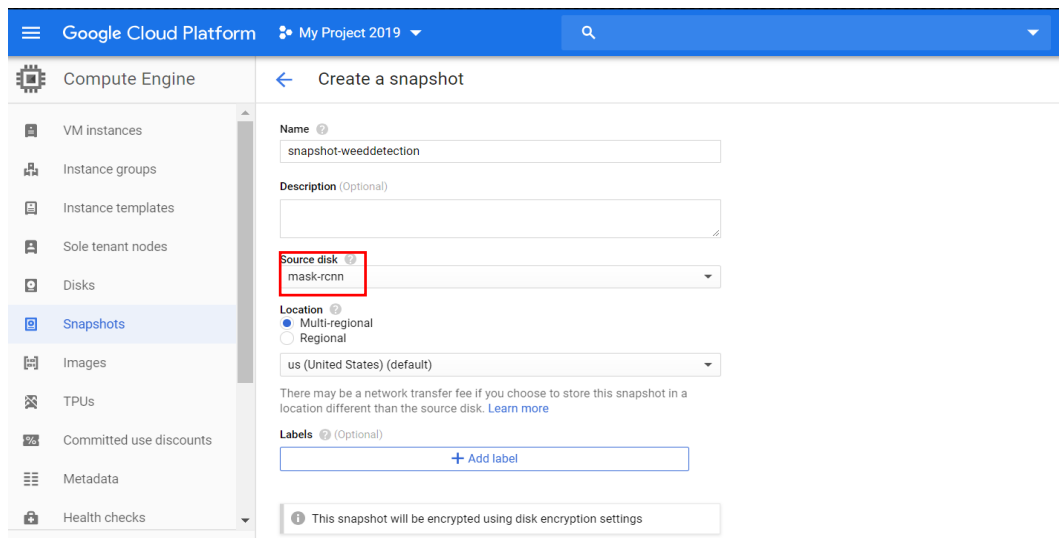 Google Cloud Platform
My Project 2019
Compute Engine
Create a snapshot
VM instances
Instance groups
Instance templates
Sole tenant nodes
Disks
Snapshots
Images
TPUs
Committed use discounts
Metadata
Health checks
Name ?
snapshot-weeddetection
Description (Optional)
Source disk ?
mask-rcnn
Location ?
Multi-regional
Regional
us (United States) (default)
There may be a network transfer fee if you choose to store this snapshot in a
location different than the source disk. Learn more
Labels ? (Optional)
+ Add label
This snapshot will be encrypted using disk encryption settings